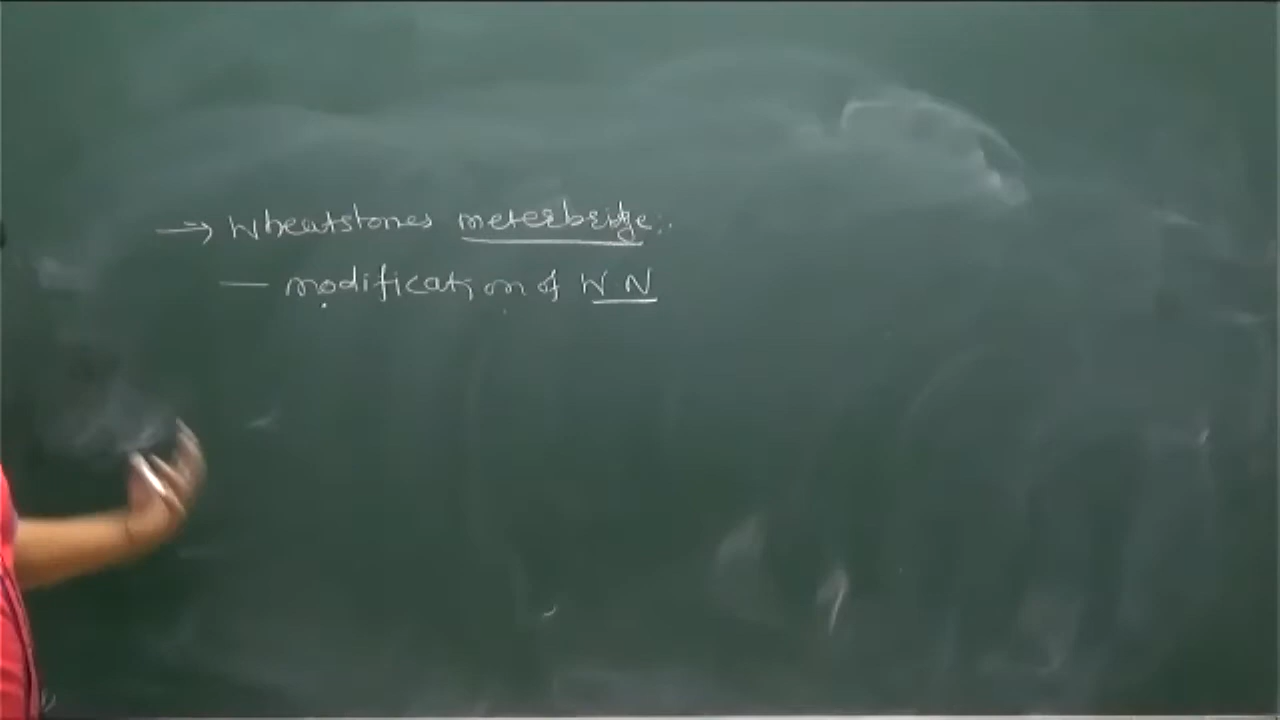 → Wheatstones meterbridge:.
— modification of W N